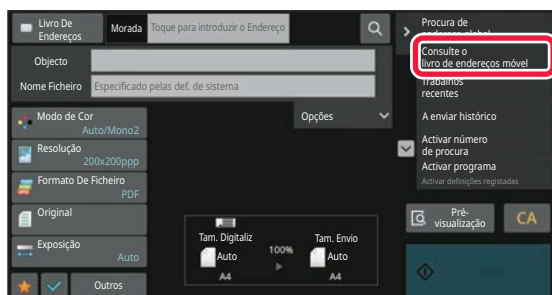 Livro De
Endereços
Morada
Toque para introduzir o Endereço
Objecto
Nome Ficheiro
Especificado pelas def. de sistema
Modo de Cor
Auto/Mono2
Resolução
200x200ppp
Formato De Ficheiro
PDF
Original
Exposição
Auto
Outros
Opções
Tam. Digitaliz
Auto
A4
100%
Tam. Envio
Auto
A4
Procura de
endereço global
Consulte o
livro de endereços móvel
Trabalhos
recentes
A enviar histórico
Activar número
de procura
Activar programa
Activar definições registadas
Pré-
visualização
CA